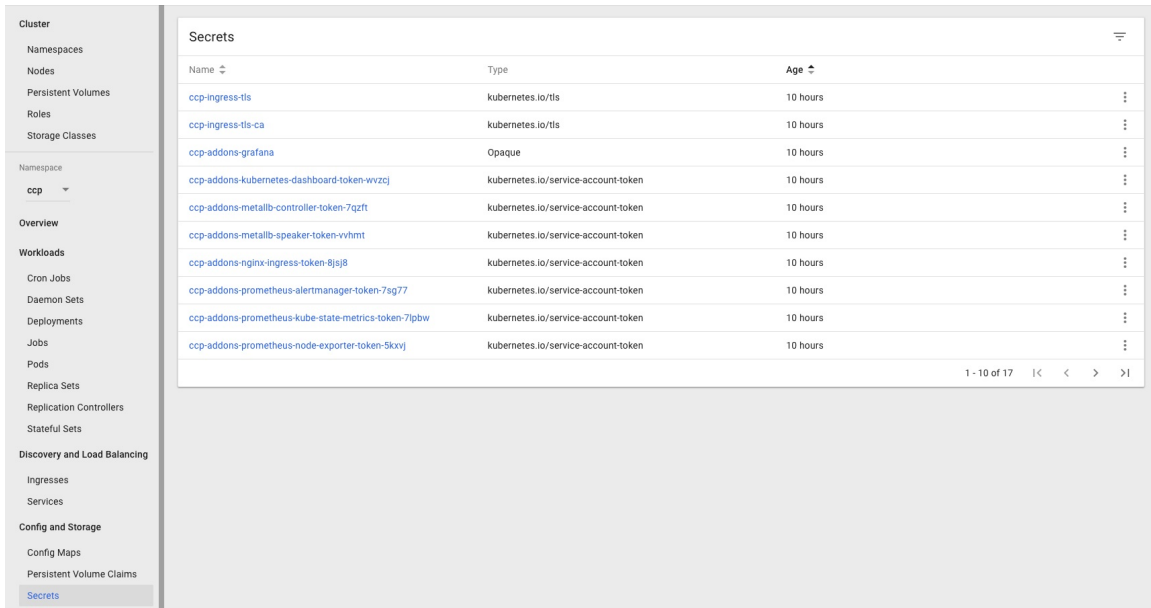 Cluster
Namespaces
Nodes
Persistent Volumes
Roles
Storage Classes
Namespace
ccp
Overview
Workloads
Cron Jobs
Daemon Sets
Deployments
Jobs
Pods
Replica Sets
Replication Controllers
Stateful Sets
Discovery and Load Balancing
Ingresses
Services
Config and Storage
Config Maps
Persistent Volume Claims
Secrets
Secrets
Name Type Age
ccp-ingress-tls kubernetes.io/tls 10 hours
ccp-ingress-tls-ca kubernetes.io/tls 10 hours
ccp-addons-grafana Opaque 10 hours
ccp-addons-kubernetes-dashboard-token-wvzcj kubernetes.io/service-account-token 10 hours
ccp-addons-metallb-controller-token-7qzft kubernetes.io/service-account-token 10 hours
ccp-addons-metallb-speaker-token-vvhmt kubernetes.io/service-account-token 10 hours
ccp-addons-nginx-ingress-token-8jsj8 kubernetes.io/service-account-token 10 hours
ccp-addons-prometheus-alertmanager-token-7sg77 kubernetes.io/service-account-token 10 hours
ccp-addons-prometheus-kube-state-metrics-token-7lpbw kubernetes.io/service-account-token 10 hours
ccp-addons-prometheus-node-exporter-token-5kxvj kubernetes.io/service-account-token 10 hours
1 - 10 of 17